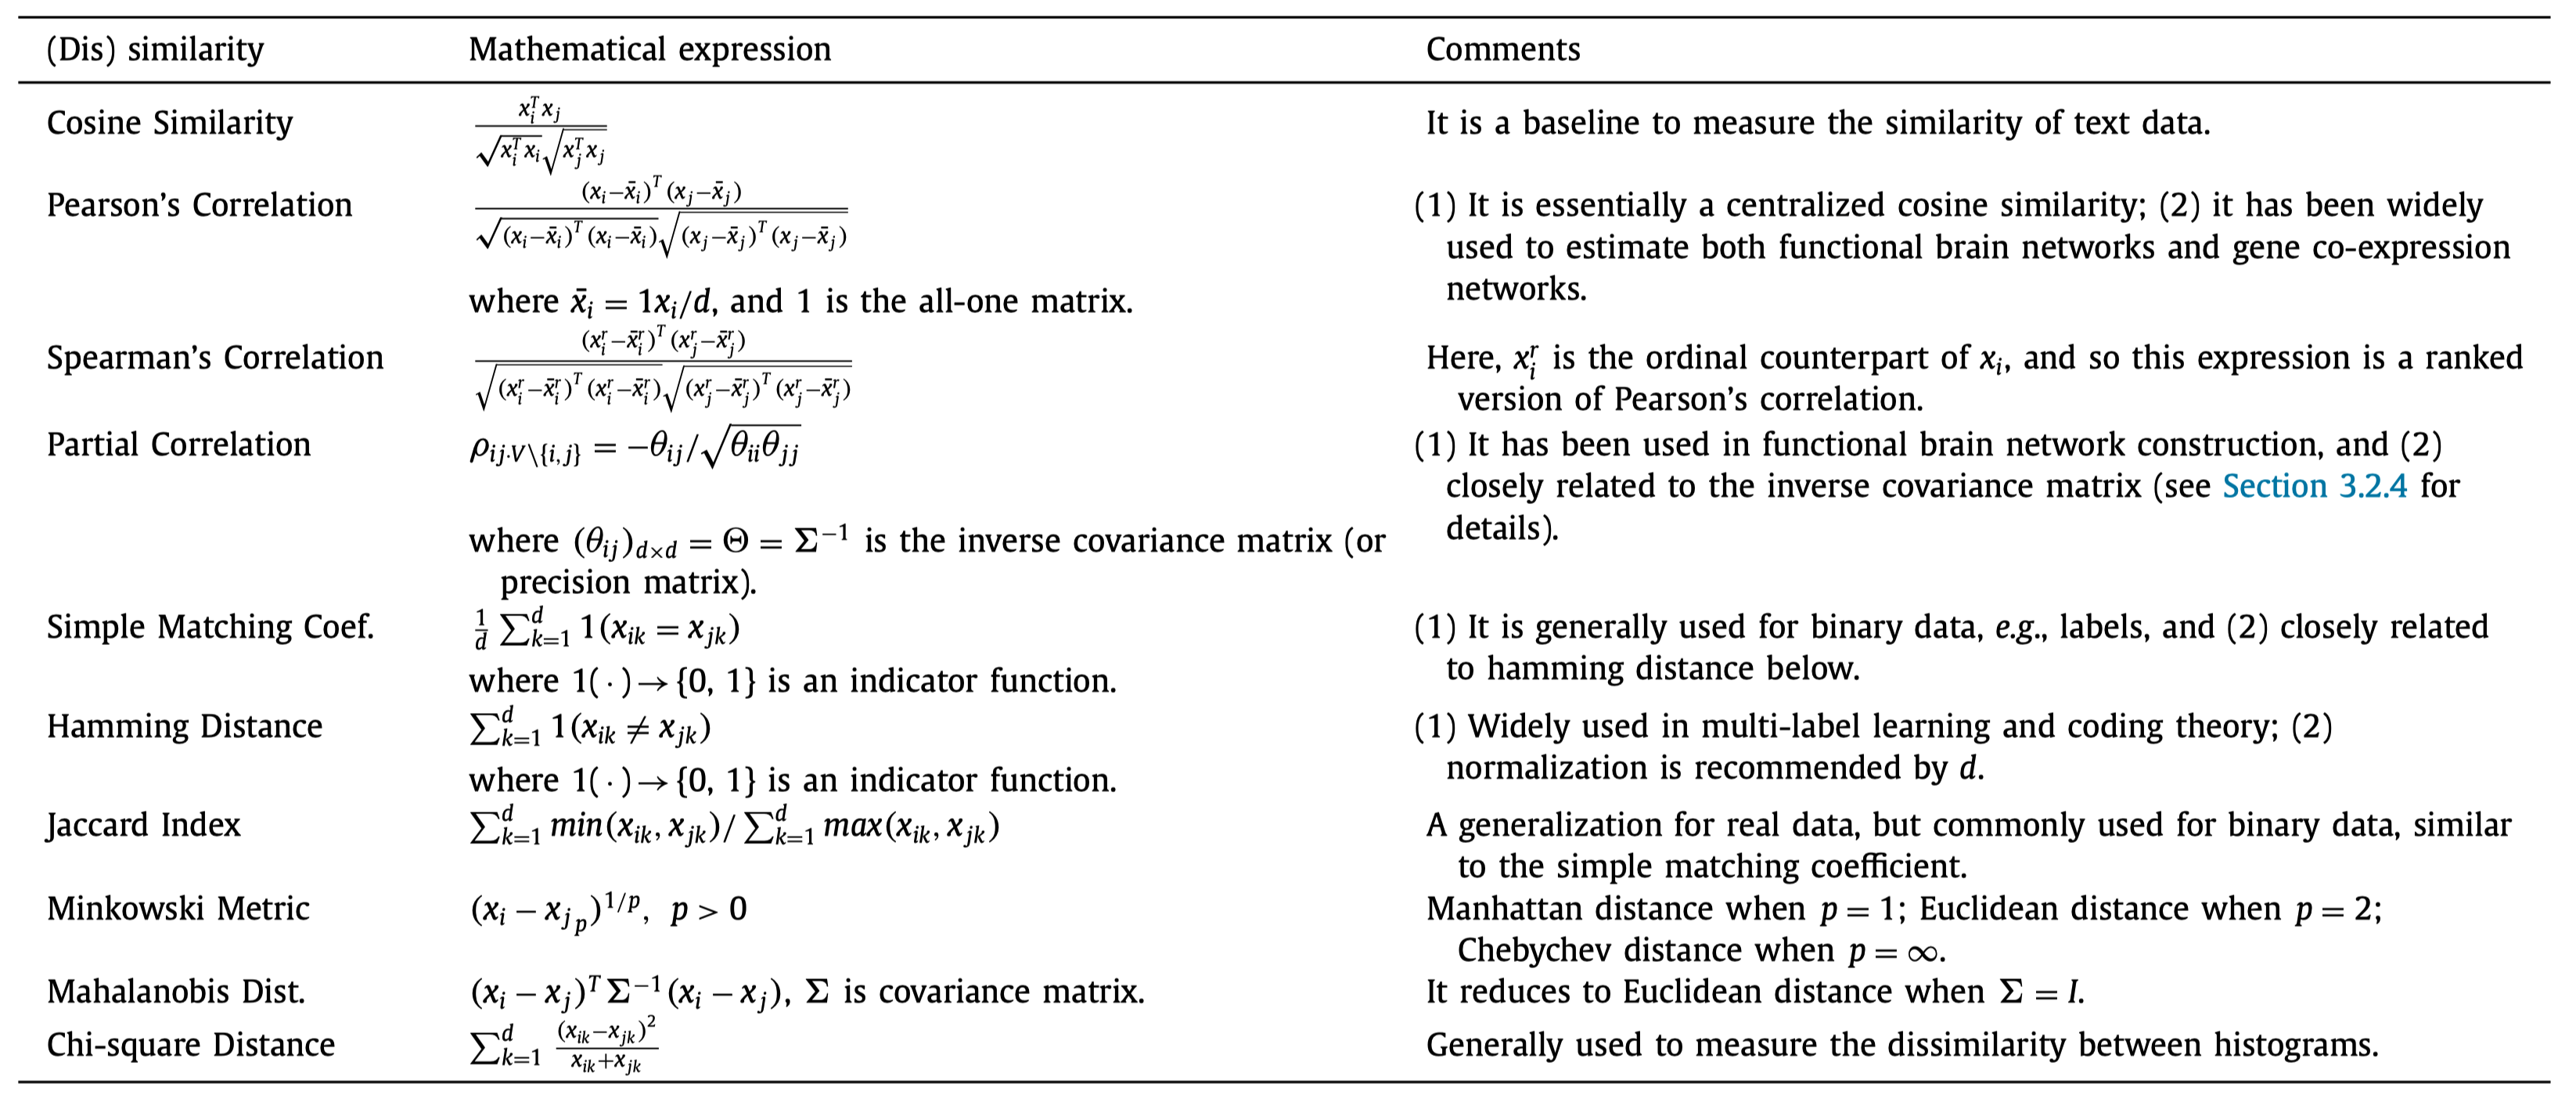 (Dis) similarity Mathematical expression Comments
Cosine Similarity $\frac{x_i^T x_j}{\sqrt{x_i^T x_i}\sqrt{x_j^T x_j}}$ It is a baseline to measure the similarity of text data.
Pearson's Correlation $\frac{(x_i-\bar{x}_i)^T(x_j-\bar{x}_j)}{\sqrt{(x_i-\bar{x}_i)^T(x_i-\bar{x}_i)}\sqrt{(x_j-\bar{x}_j)^T(x_j-\bar{x}_j)}}$ (1) It is essentially a centralized cosine similarity; (2) it has been widely
used to estimate both functional brain networks and gene co-expression
networks.
where $\bar{x}_i = 1x_i/d$, and 1 is the all-one matrix.
Spearman's Correlation $\frac{(x_i^r-\bar{x}_i^r)^T(x_j^r-\bar{x}_j^r)}{\sqrt{(x_i^r-\bar{x}_i^r)^T(x_i^r-\bar{x}_i^r)}\sqrt{(x_j^r-\bar{x}_j^r)^T(x_j^r-\bar{x}_j^r)}}$ Here, $x_i^r$ is the ordinal counterpart of $x_i$, and so this expression is a ranked
version of Pearson's correlation.
Partial Correlation $\rho_{ij \cdot V\setminus\{i,j\}} = -\theta_{ij}/\sqrt{\theta_{ii}\theta_{jj}}$ (1) It has been used in functional brain network construction, and (2)
closely related to the inverse covariance matrix (see Section 3.2.4 for
details).
where $(\theta_{ij})_{d\times d} = \Theta = \Sigma^{-1}$ is the inverse covariance matrix (or
precision matrix).
Simple Matching Coef. $\frac{1}{d}\sum_{k=1}^d 1(x_{ik} = x_{jk})$ (1) It is generally used for binary data, e.g., labels, and (2) closely related
to hamming distance below.
where $1(\cdot) \to \{0, 1\}$ is an indicator function.
Hamming Distance $\sum_{k=1}^d 1(x_{ik} \neq x_{jk})$ (1) Widely used in multi-label learning and coding theory; (2)
normalization is recommended by d.
where $1(\cdot) \to \{0, 1\}$ is an indicator function.
Jaccard Index $\sum_{k=1}^d min(x_{ik}, x_{jk})/\sum_{k=1}^d max(x_{ik}, x_{jk})$ A generalization for real data, but commonly used for binary data, similar
to the simple matching coefficient.
Minkowski Metric $(x_i - x_{j_p})^{1/p}, \ p > 0$ Manhattan distance when $p = 1$; Euclidean distance when $p = 2$;
Chebychev distance when $p = \infty$.
Mahalanobis Dist. $(x_i - x_j)^T \Sigma^{-1}(x_i - x_j)$, $\Sigma$ is covariance matrix. It reduces to Euclidean distance when $\Sigma = I$.
Chi-square Distance $\sum_{k=1}^d \frac{(x_{ik}-x_{jk})^2}{x_{ik}+x_{jk}}$ Generally used to measure the dissimilarity between histograms.